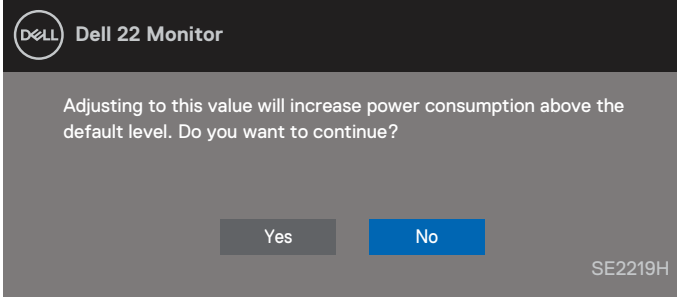 DELL
Dell 22 Monitor
Adjusting to this value will increase power consumption above the
default level. Do you want to continue?
Yes
No
SE2219H